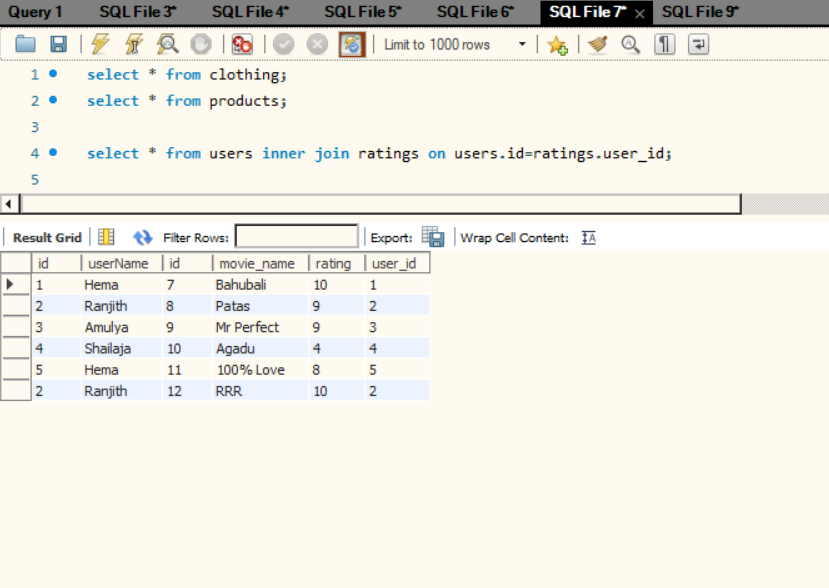 Query 1 SQL File 3* SQL File 4* SQL File 5* SQL File 6* SQL File 7* × SQL File 9*
Limit to 1000 rows
1 select * from clothing;
2 select * from products;
3
4 select * from users inner join ratings on users.id=ratings.user_id;
5
Result Grid Filter Rows: Export: Wrap Cell Content: IA
id userName id movie_name rating user_id
1 Hema 7 Bahubali 10 1
2 Ranjith 8 Patas 9 2
3 Amulya 9 Mr Perfect 9 3
4 Shailaja 10 Agadu 4 4
5 Hema 11 100% Love 8 5
2 Ranjith 12 RRR 10 2